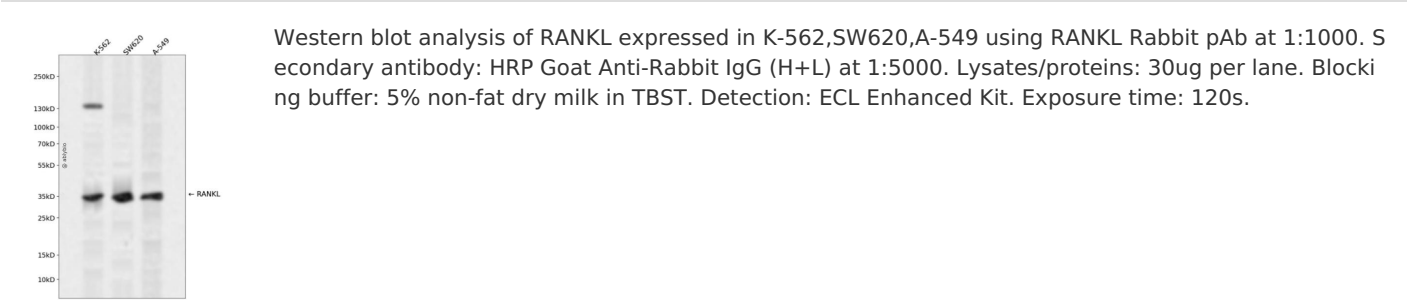 K-562 SW620 A-549
250kD
130kD
100kD
70kD
55kD
35kD
25kD
15kD
10kD
← RANKL
Western blot analysis of RANKL expressed in K-562,SW620,A-549 using RANKL Rabbit pAb at 1:1000. S
econdary antibody: HRP Goat Anti-Rabbit IgG (H+L) at 1:5000. Lysates/proteins: 30ug per lane. Blocki
ng buffer: 5% non-fat dry milk in TBST. Detection: ECL Enhanced Kit. Exposure time: 120s.